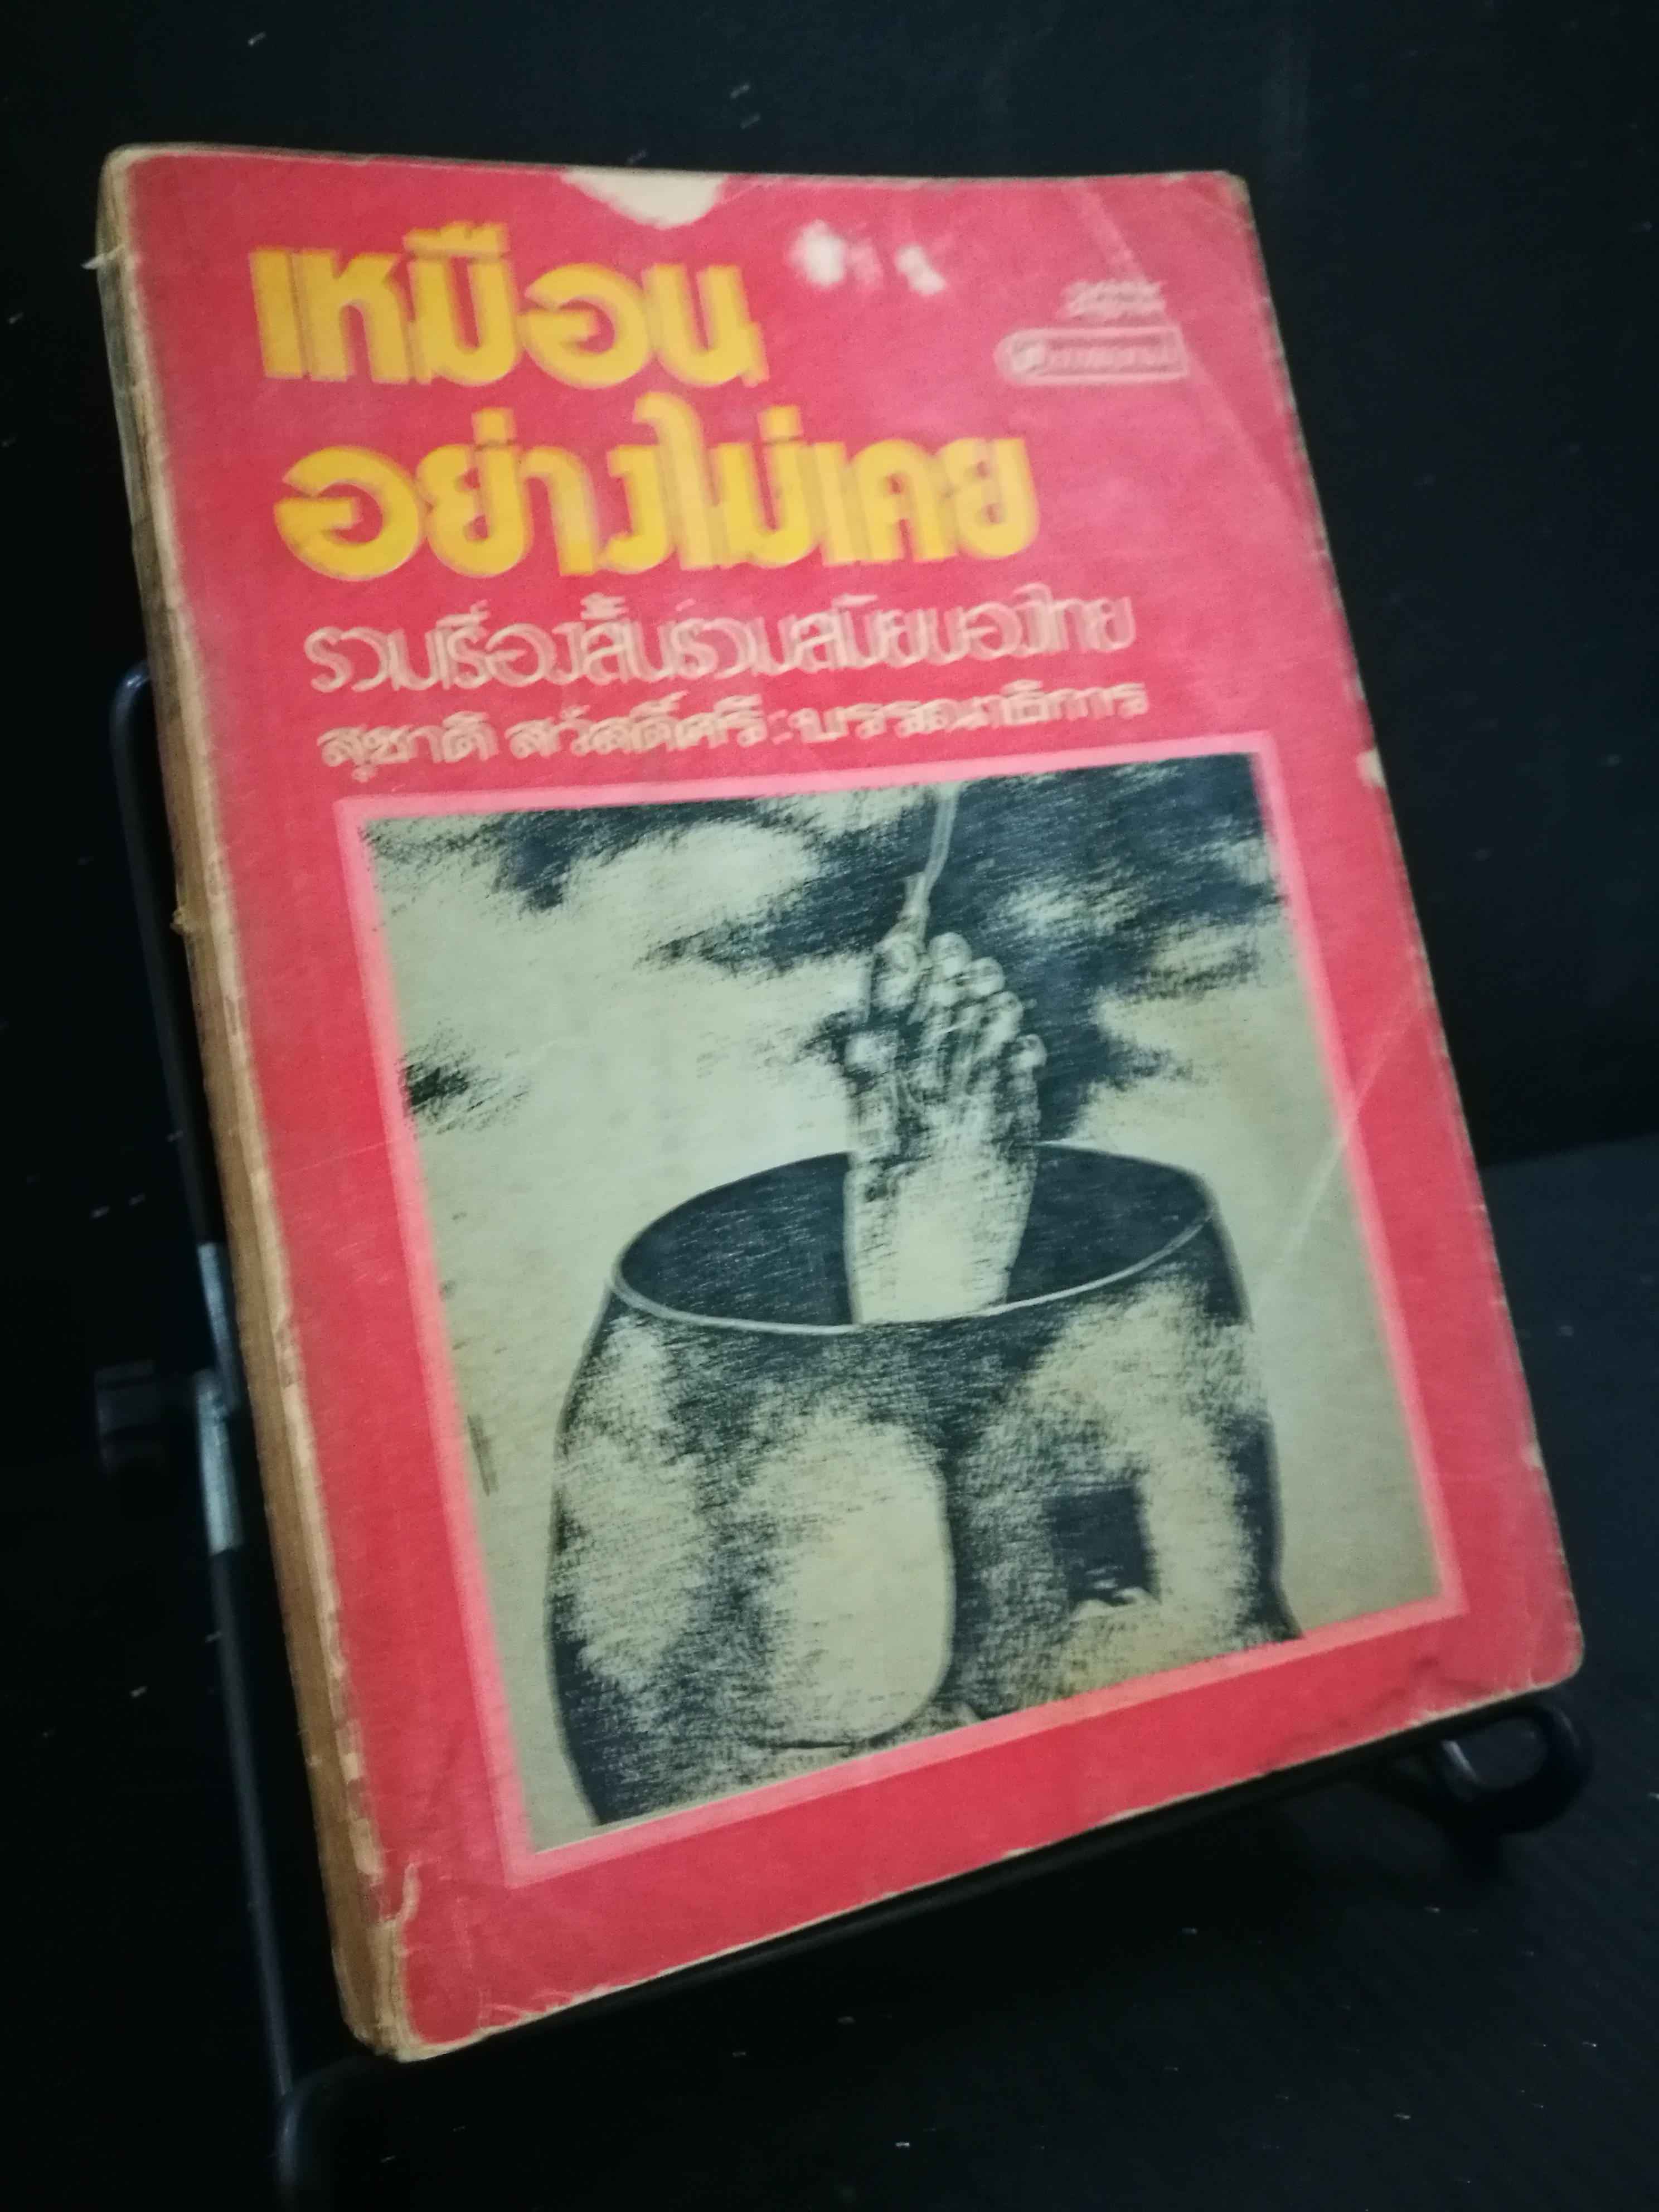 เหมือน
อย่างไม่เคย
รวมเรื่องสั้นร่วมสมัยของไทย
สุชาติ สวัสดิ์ศรี : บรรณาธิการ